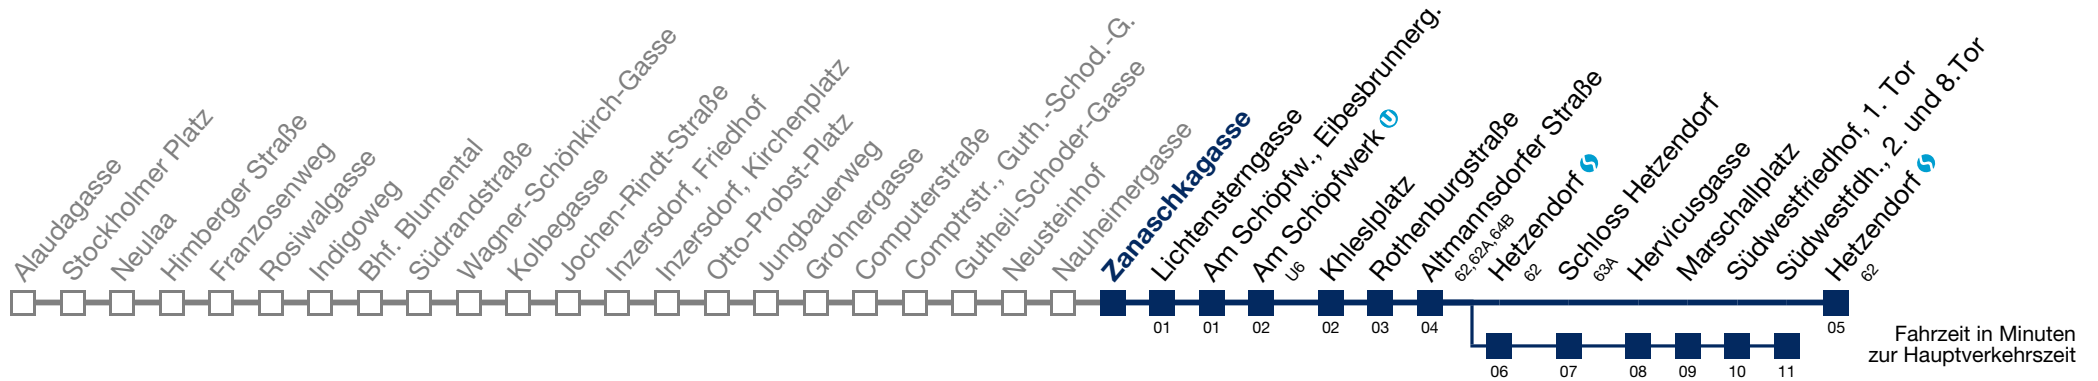 Alaudagasse
Stockholmer Platz
Neulaa
Himberger Straße
Franzosenweg
Rosiwalgasse
Indigoweg
Bhf. Blumental
Südrandstraße
Wagner-Schönkirch-Gasse
Kolbegasse
Jochen-Rindt-Straße
Inzersdorf, Friedhof
Inzersdorf, Kirchenplatz
Otto-Probst-Platz
Jungbauerweg
Grohnergasse
Computerstraße
Comptrstr., Guth.-Schod.-G.
Gutheil-Schoder-Gasse
Neusteinhof
Nauheimergasse
Zanaschkagasse
Lichtensterngasse
Am Schöpfw., Eibesbrunnerg.
Am Schöpfwerk U
U6
Khleslplatz
Rothenburgstraße
Altmannsdorfer Straße
62,62A,64B
Hetzendorf S
62
Schloss Hetzendorf
63A
Hervicusgasse
Marschallplatz
Südwestfriedhof, 1. Tor
Südwestfdh., 2. und 8.Tor
Hetzendorf S
62
01 01 02 02 03 04 05
06 07 08 09 10 11
Fahrzeit in Minuten
zur Hauptverkehrszeit